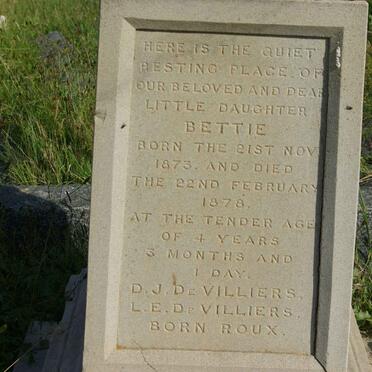 HERE IS THE QUIET
RESTING PLACE OF
OUR BELOVED AND DEAR
LITTLE DAUGHTER
BETTIE
BORN THE 21ST NOV
1873. AND DIED
THE 22ND FEBRUARY
1878.
AT THE TENDER AGE
OF 4 YEARS
3 MONTHS AND
1 DAY.
D.J. DE VILLIERS.
L.E. DE VILLIERS.
BORN ROUX.